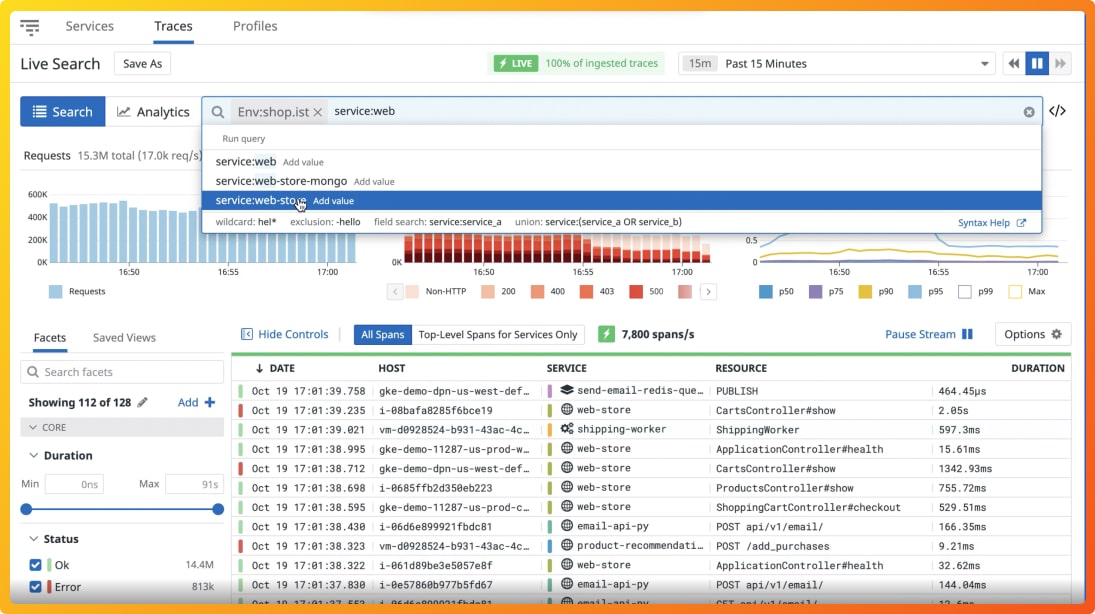 Services Traces Profiles
Live Search Save As LIVE 100% of ingested traces 15m Past 15 Minutes
Search Analytics Env:shop.ist service:web </>
Run query
Requests 15.3M total (17.0k req/s)
service:web Add value
service:web-store-mongo Add value
service:web-store Add value
wildcard: hel* exclusion: -hello field search: service:service_a union: service:(service_a OR service_b) Syntax Help
600K
400K
200K
0K
16:50 16:55 17:00
Requests
0K
16:50 16:55 17:00
Non-HTTP 200 400 403 500
0.5
0
16:50 16:55 17:00
p50 p75 p90 p95 p99 Max
Facets Saved Views
Hide Controls All Spans Top-Level Spans for Services Only 7,800 spans/s Pause Stream Options
Search facets
Showing 112 of 128 Add
CORE
Duration
Min 0ns Max 91s
Status
Ok 14.4M
Error 813k
DATE HOST SERVICE RESOURCE DURATION
Oct 19 17:01:39.758 gke-demo-dpn-us-west-def… send-email-redis-que… PUBLISH 464.45µs
Oct 19 17:01:39.235 i-08bafa8285f6bce19 web-store CartsController#show 2.05s
Oct 19 17:01:39.021 vm-d0928524-b931-43ac-4c… shipping-worker ShippingWorker 597.3ms
Oct 19 17:01:38.995 gke-demo-11287-us-prod-w… web-store ApplicationController#health 15.61ms
Oct 19 17:01:38.712 gke-demo-dpn-us-west-def… web-store CartsController#show 1342.93ms
Oct 19 17:01:38.698 i-0685ffb2d350eb223 web-store ProductsController#show 755.72ms
Oct 19 17:01:38.595 gke-demo-11287-us-prod-c… web-store ShoppingCartController#checkout 529.51ms
Oct 19 17:01:38.430 i-06d6e899921fbdc81 email-api-py POST api/v1/email/ 166.35ms
Oct 19 17:01:38.323 vm-d0928524-b931-43ac-4c… product-recommendati… POST /add_purchases 9.21ms
Oct 19 17:01:38.322 i-061d89be3e5057e8f web-store ApplicationController#health 32.62ms
Oct 19 17:01:37.830 i-0e57860b977b5fd67 email-api-py POST api/v1/email/ 144.04ms